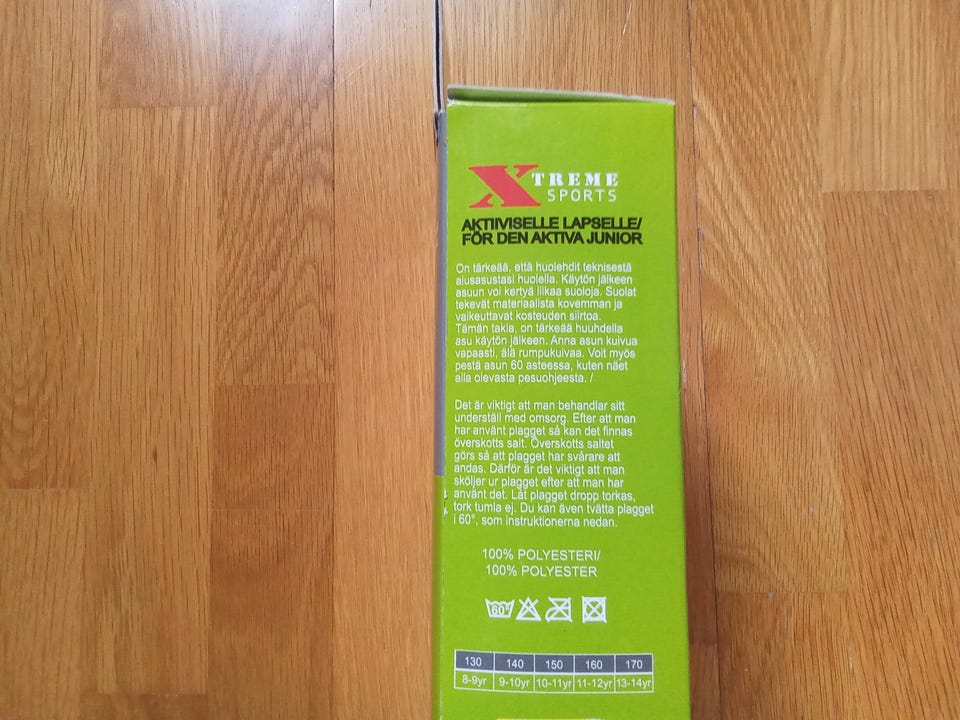 XTREME
SPORTS
AKTIIVISELLE LAPSELLE/
FÖR DEN AKTIVA JUNIOR
On tärkeää, että huolehdit teknisestä
alusasustasi huolella. Käytön jälkeen
asuun voi kertyä liikaa suoloja. Suolat
tekevät materiaalista kovemman ja
vaikeuttavat kosteuden siirtoa.
Tämän takia, on tärkeää huuhdella
asu käytön jälkeen. Anna asun kuivua
vapaasti, älä rumpukuivaa. Voit myös
pestä asun 60 asteessa, kuten näet
alla olevasta pesuohjeesta. /
Det är viktigt att man behandlar sitt
underställ med omsorg. Efter att man
har använt plagget så kan det finnas
överskotts salt. Överskotts saltet
görs så att plagget har svårare att
andas. Därför är det viktigt att man
sköljer ur plagget efter att man har
använt det. Låt plagget dropp torkas,
tork tumla ej. Du kan även tvätta plagget
i 60°, som instruktionerna nedan.
100% POLYESTERI/
100% POLYESTER
60°
130 140 150 160 170
8-9yr 9-10yr 10-11yr 11-12yr 13-14yr